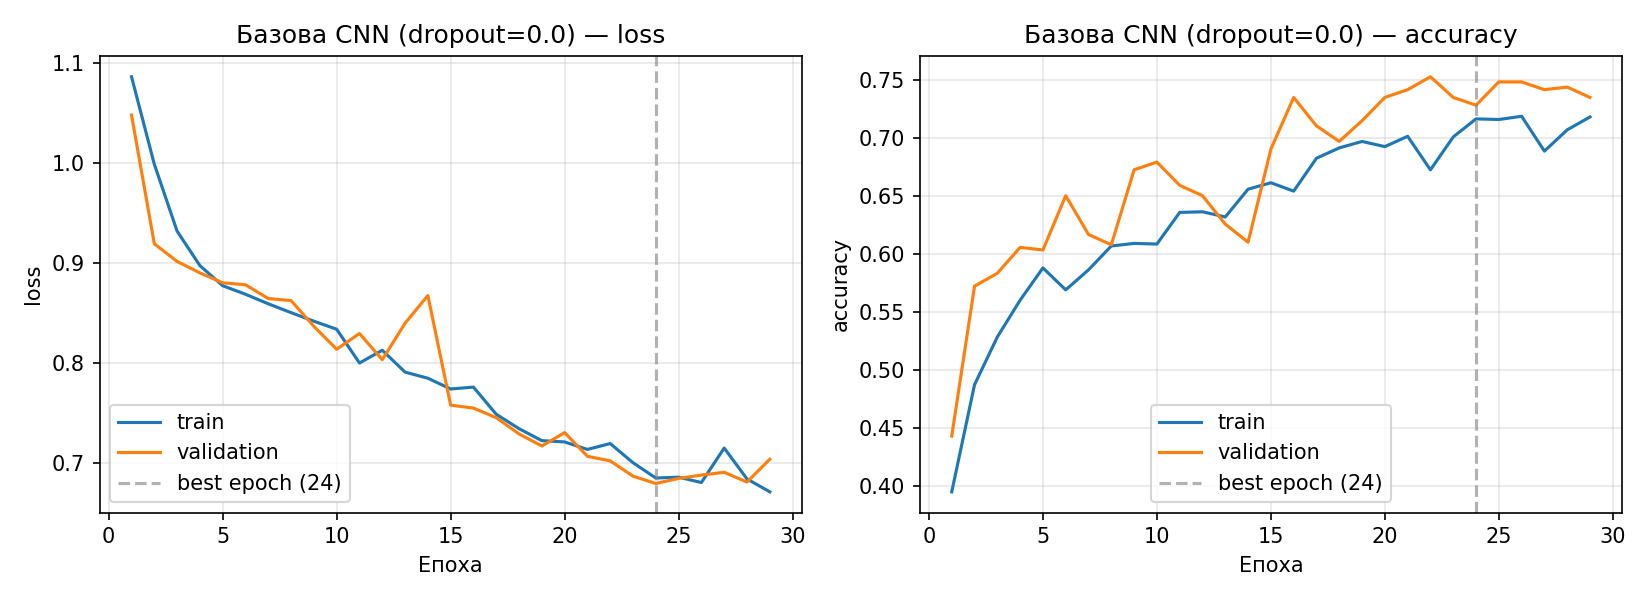 Базова CNN (dropout=0.0) — loss
1.1
1.0
0.9
0.8
0.7
loss
train
validation
best epoch (24)
0
5
10
15
20
25
30
Епоха
Базова CNN (dropout=0.0) — accuracy
0.75
0.70
0.65
0.60
0.55
0.50
0.45
0.40
accuracy
train
validation
best epoch (24)
0
5
10
15
20
25
30
Епоха